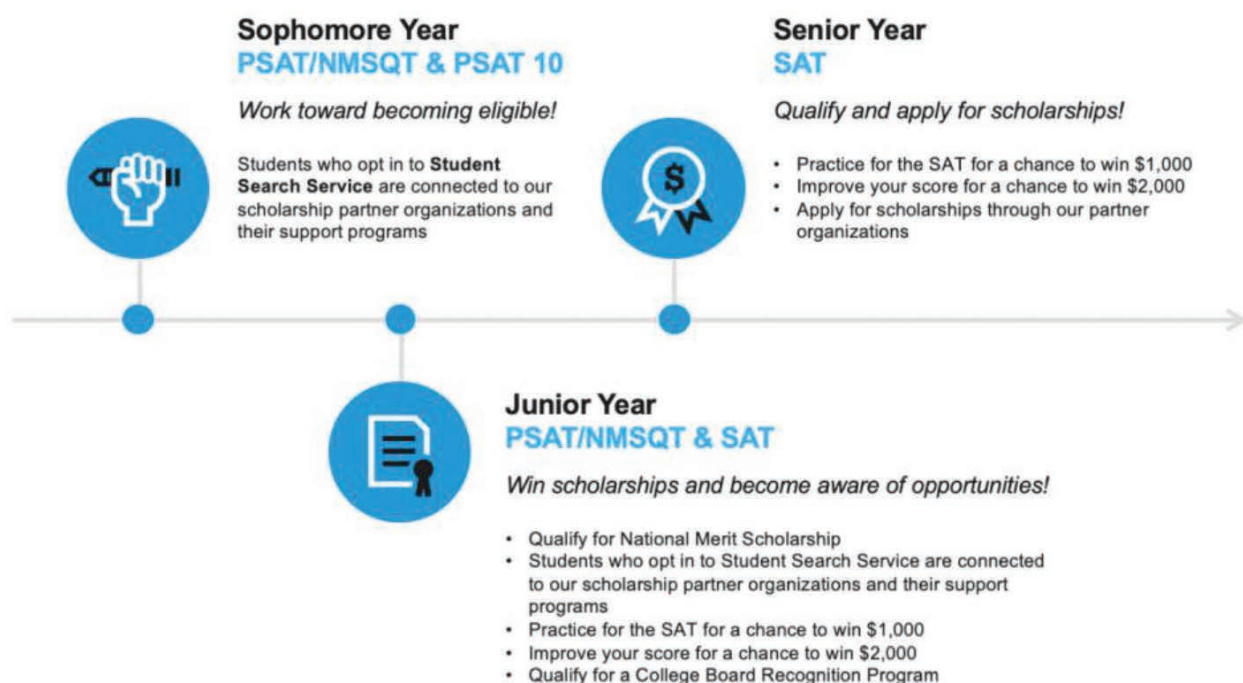 Sophomore Year
PSAT/NMSQT & PSAT 10
Work toward becoming eligible!
Students who opt in to Student
Search Service are connected to our
scholarship partner organizations and
their support programs
Senior Year
SAT
Qualify and apply for scholarships!
• Practice for the SAT for a chance to win $1,000
• Improve your score for a chance to win $2,000
• Apply for scholarships through our partner
organizations
$
Junior Year
PSAT/NMSQT & SAT
Win scholarships and become aware of opportunities!
• Qualify for National Merit Scholarship
• Students who opt in to Student Search Service are connected
to our scholarship partner organizations and their support
programs
• Practice for the SAT for a chance to win $1,000
• Improve your score for a chance to win $2,000
• Qualify for a College Board Recognition Program